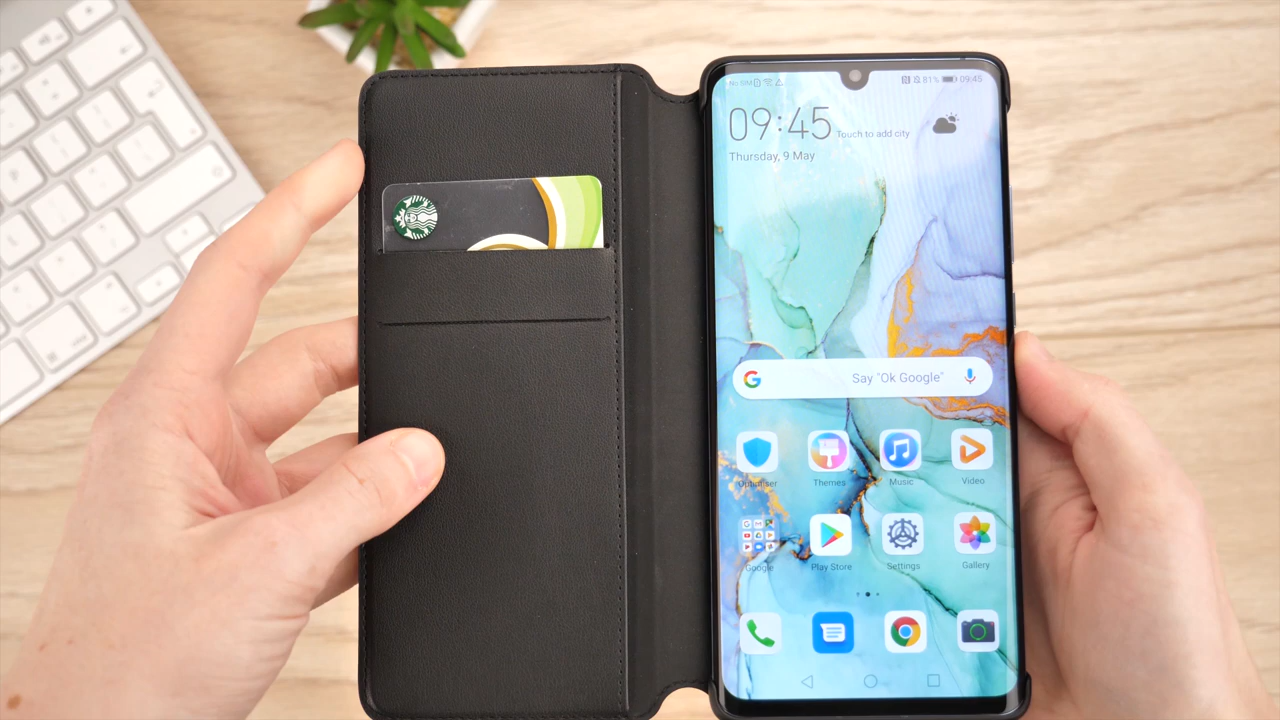 No SIM
81% 09:45
09:45 Touch to add city
Thursday, 9 May
G Say "Ok Google"
Optimiser Themes Music Video
Google Play Store Settings Gallery